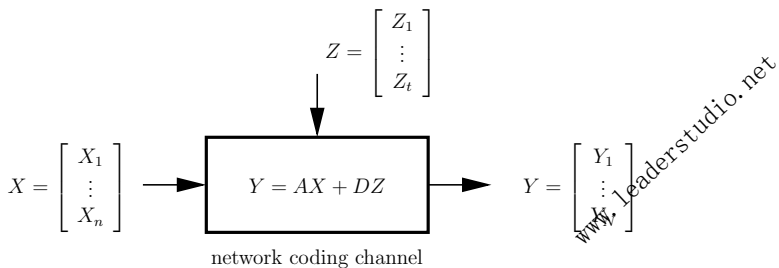 Z = [ Z_1 ⋮ Z_t ]
X = [ X_1 ⋮ X_n ]
Y = AX + DZ
Y = [ Y_1 ⋮ ]
network coding channel
www.leaderstudio.net